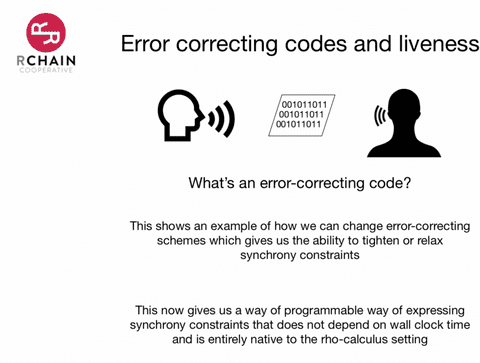 RCHAIN
COOPERATIVE
Error correcting codes and liveness
001011011
001011011
001011011
What's an error-correcting code?
This shows an example of how we can change error-correcting
schemes which gives us the ability to tighten or relax
synchrony constraints
This now gives us a way of programmable way of expressing
synchrony constraints that does not depend on wall clock time
and is entirely native to the rho-calculus setting